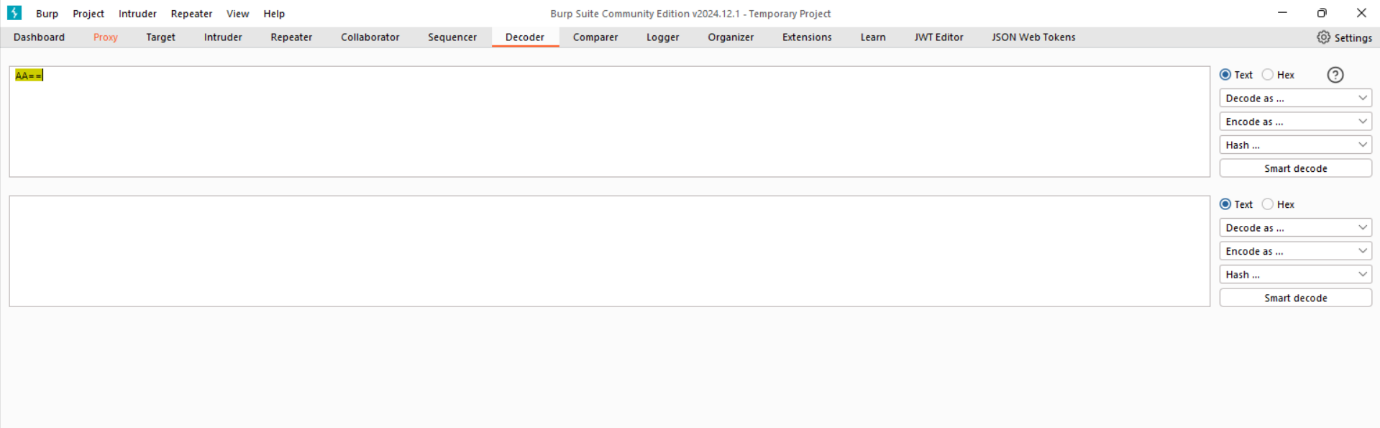 Burp Project Intruder Repeater View Help Burp Suite Community Edition v2024.12.1 - Temporary Project
Dashboard Proxy Target Intruder Repeater Collaborator Sequencer Decoder Comparer Logger Organizer Extensions Learn JWT Editor JSON Web Tokens Settings
AA==
Text Hex ?
Decode as ...
Encode as ...
Hash ...
Smart decode
Text Hex
Decode as ...
Encode as ...
Hash ...
Smart decode